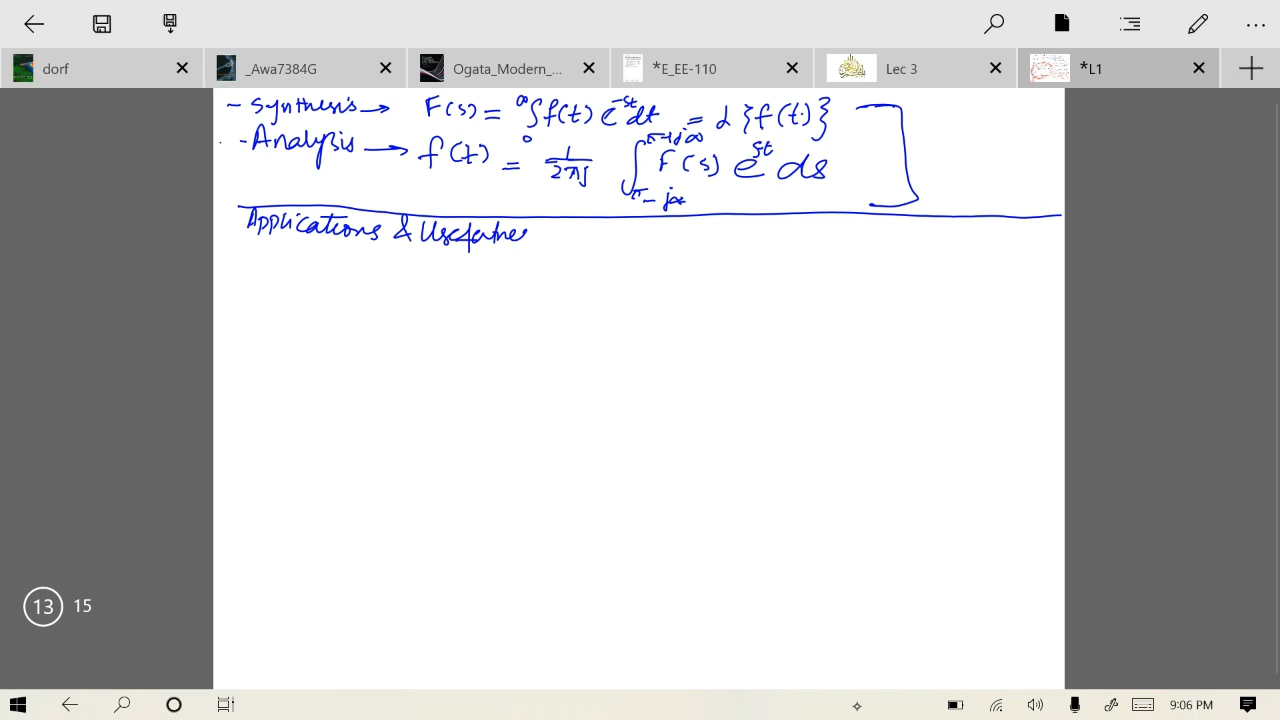 dorf
_Awa7384G
Ogata_Modern_...
*E_EE-110
Lec 3
*L1
- Synthesis → F(s) = ∞∫0 f(t) e^-st dt = L {f(t)}
- Analysis → f(t) = 1/2πj ∫ F(s) e^st ds
Applications & Usefulnes
13 15
9:06 PM